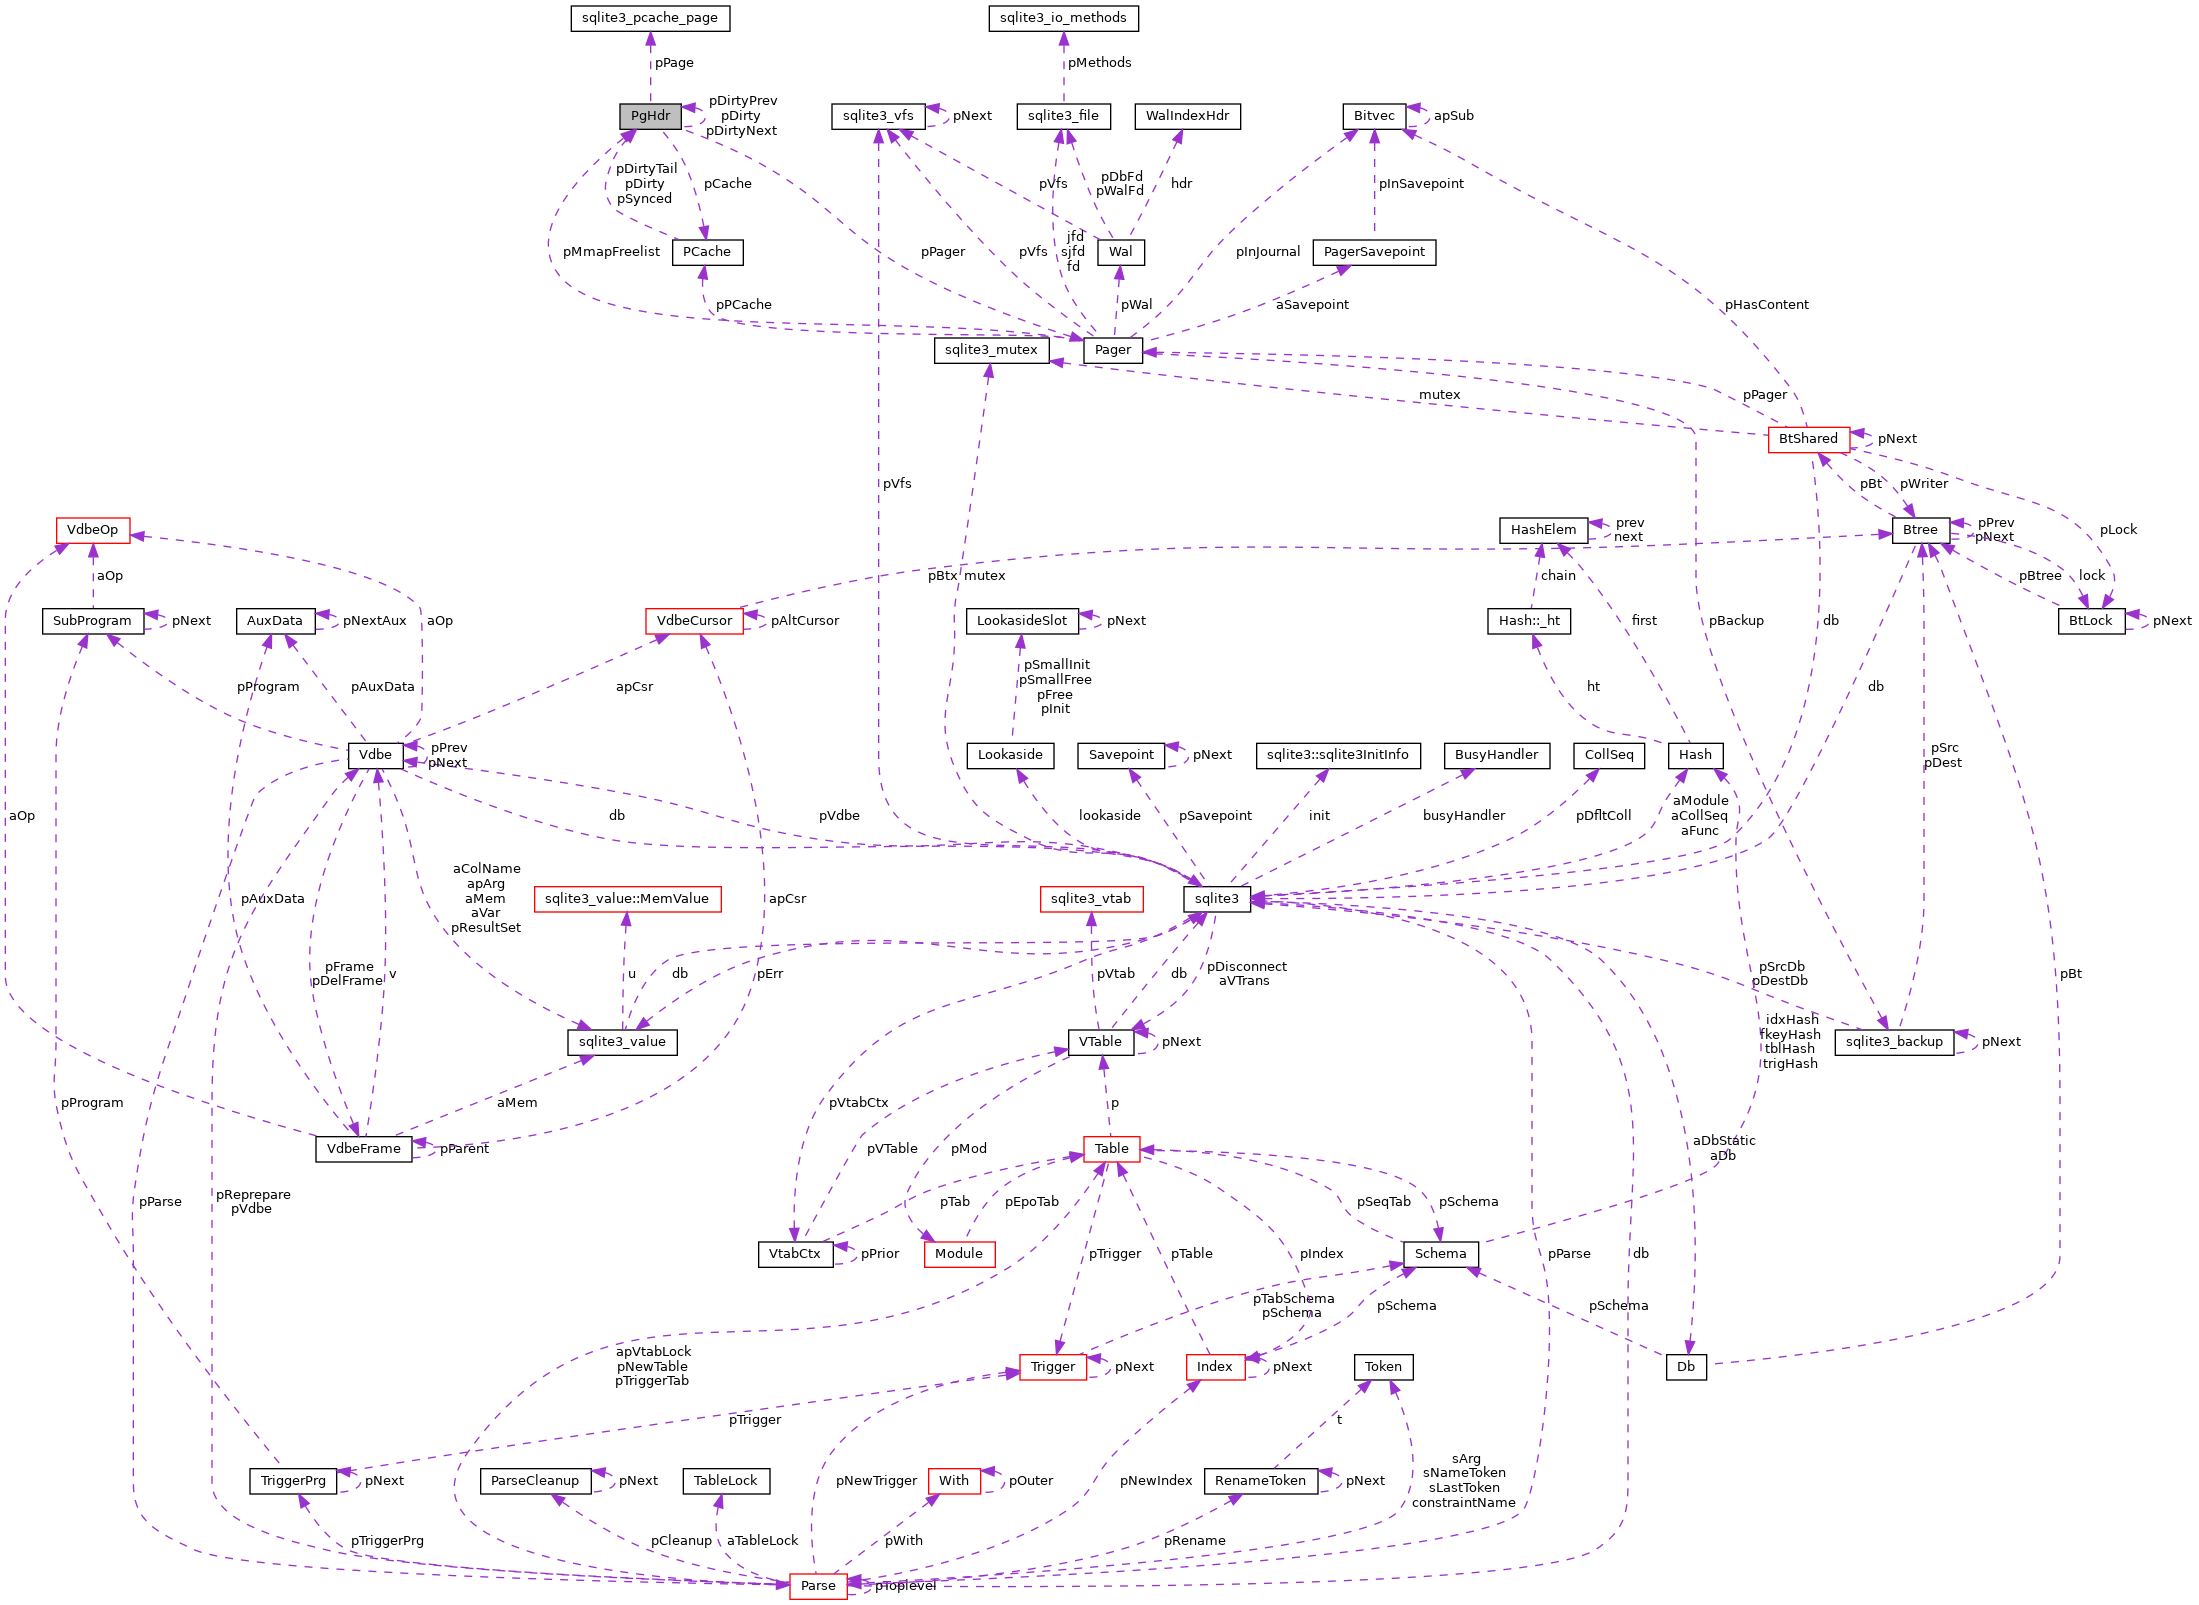 sqlite3_pcache_page
sqlite3_io_methods
pPage
pMethods
PgHdr
pDirtyPrev
pDirty
pDirtyNext
sqlite3_vfs
pNext
sqlite3_file
WalIndexHdr
Bitvec
apSub
pDirtyTail
pDirty
pSynced
pCache
pVfs
pDbFd
pWalFd
hdr
pInSavepoint
pMmapFreelist
PCache
pPager
pVfs
jfd
sjfd
fd
Wal
pInJournal
PagerSavepoint
pPCache
pWal
aSavepoint
pHasContent
sqlite3_mutex
Pager
mutex
pPager
BtShared
pNext
pVfs
pBt
pWriter
VdbeOp
HashElem
prev
next
Btree
pPrev
pNext
pLock
aOp
pBtx
mutex
chain
pBtree
lock
SubProgram
pNext
AuxData
pNextAux
aOp
VdbeCursor
pAltCursor
LookasideSlot
pNext
Hash::_ht
first
pBackup
db
BtLock
pNext
pProgram
pAuxData
apCsr
pSmallInit
pSmallFree
pFree
pInit
ht
db
Vdbe
pPrev
pNext
Lookaside
Savepoint
pNext
sqlite3::sqlite3InitInfo
BusyHandler
CollSeq
Hash
pSrc
pDest
aOp
db
pVdbe
lookaside
pSavepoint
init
busyHandler
pDfltColl
aModule
aCollSeq
aFunc
aColName
apArg
aMem
aVar
pResultSet
pAuxData
sqlite3_value::MemValue
apCsr
sqlite3_vtab
sqlite3
pFrame
pDelFrame
v
u
db
pErr
pVtab
db
pDisconnect
aVTrans
pSrcDb
pDestDb
pBt
sqlite3_value
VTable
pNext
idxHash
fkeyHash
tblHash
trigHash
sqlite3_backup
pNext
pProgram
aMem
pVtabCtx
p
VdbeFrame
pParent
pVTable
pMod
Table
aDbStatic
aDb
pParse
pReprepare
pVdbe
pTab
pEpoTab
pSeqTab
pSchema
VtabCtx
pPrior
Module
pTrigger
pTable
pIndex
Schema
pParse
db
pTabSchema
pSchema
pSchema
pSchema
apVtabLock
pNewTable
pTriggerTab
Trigger
pNext
Index
pNext
Token
Db
pTrigger
t
TriggerPrg
pNext
ParseCleanup
pNext
TableLock
pNewTrigger
With
pOuter
pNewIndex
RenameToken
pNext
sArg
sNameToken
sLastToken
constraintName
pTriggerPrg
pCleanup
aTableLock
pWith
pRename
Parse
pToplevel